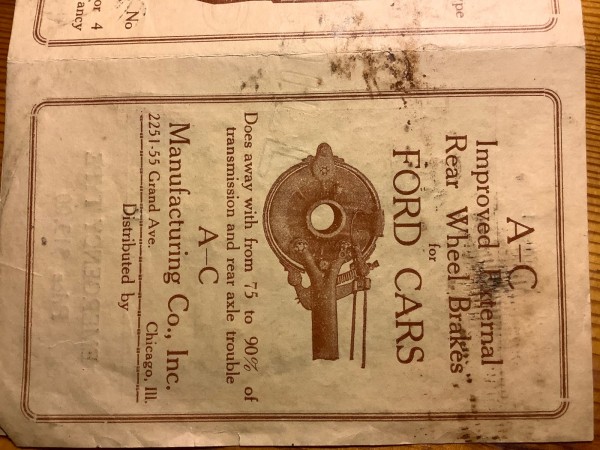 A-C
Improved External
Rear Wheel Brakes
for
FORD CARS
Does away with from 75 to 90% of
transmission and rear axle trouble
A-C
Manufacturing Co., Inc.
2251-55 Grand Ave. Chicago, Ill.
Distributed by
ype
No
or 4
ancy